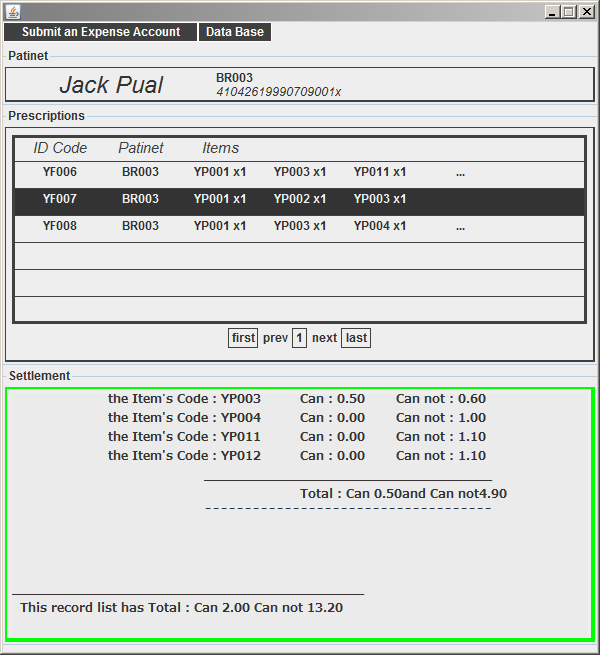 Submit an Expense Account Data Base
Patinet
Jack Pual BR003
41042619990709001x
Prescriptions
ID Code Patinet Items
YF006 BR003 YP001 x1 YP003 x1 YP011 x1 ...
YF007 BR003 YP001 x1 YP002 x1 YP003 x1
YF008 BR003 YP001 x1 YP003 x1 YP004 x1 ...
first prev 1 next last
Settlement
the Item's Code : YP003 Can : 0.50 Can not : 0.60
the Item's Code : YP004 Can : 0.00 Can not : 1.00
the Item's Code : YP011 Can : 0.00 Can not : 1.10
the Item's Code : YP012 Can : 0.00 Can not : 1.10
Total : Can 0.50and Can not4.90
This record list has Total : Can 2.00 Can not 13.20